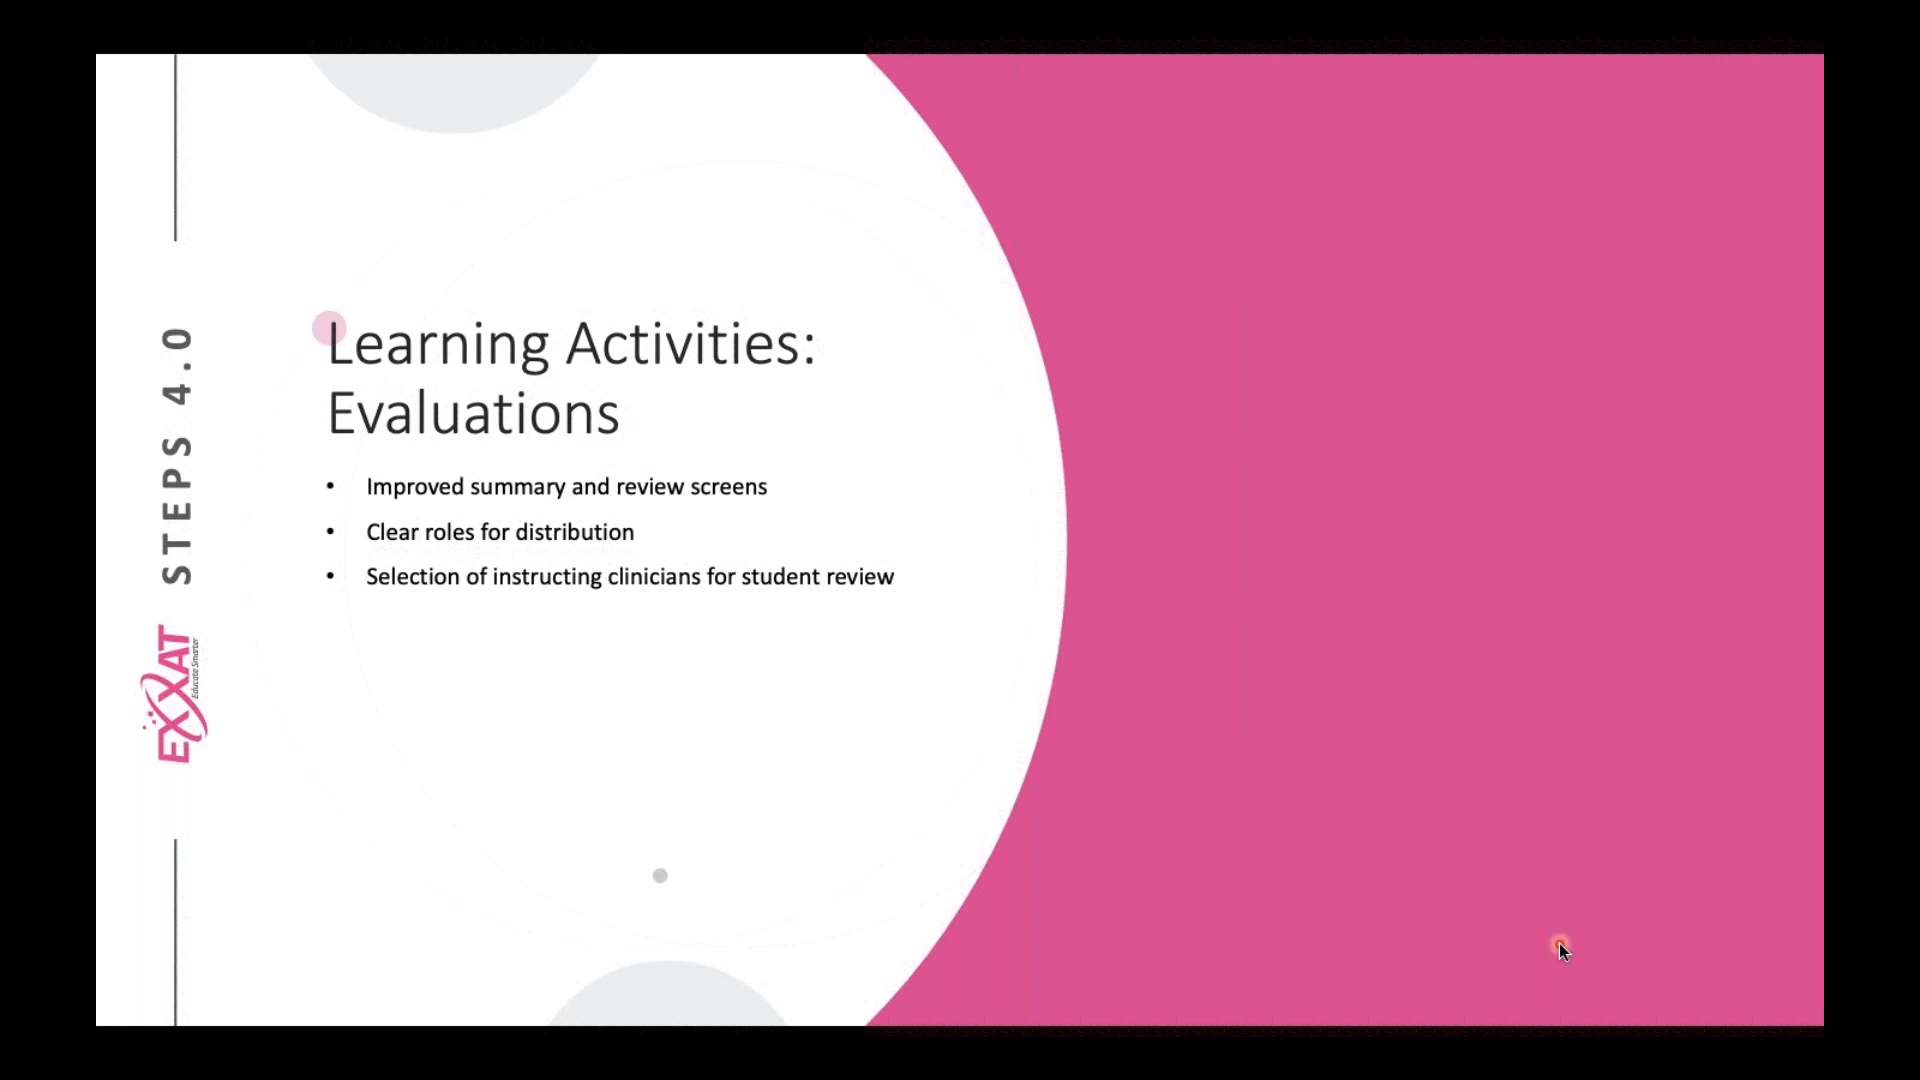 STEPS 4.0
EXXAT
Educate Smarter
Learning Activities:
Evaluations
• Improved summary and review screens
• Clear roles for distribution
• Selection of instructing clinicians for student review